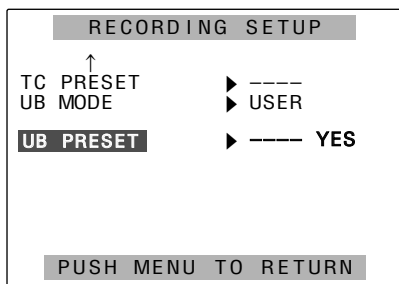 RECORDING SETUP
↑
TC PRESET ▶ ----
UB MODE ▶ USER
UB PRESET ▶ ---- YES
PUSH MENU TO RETURN